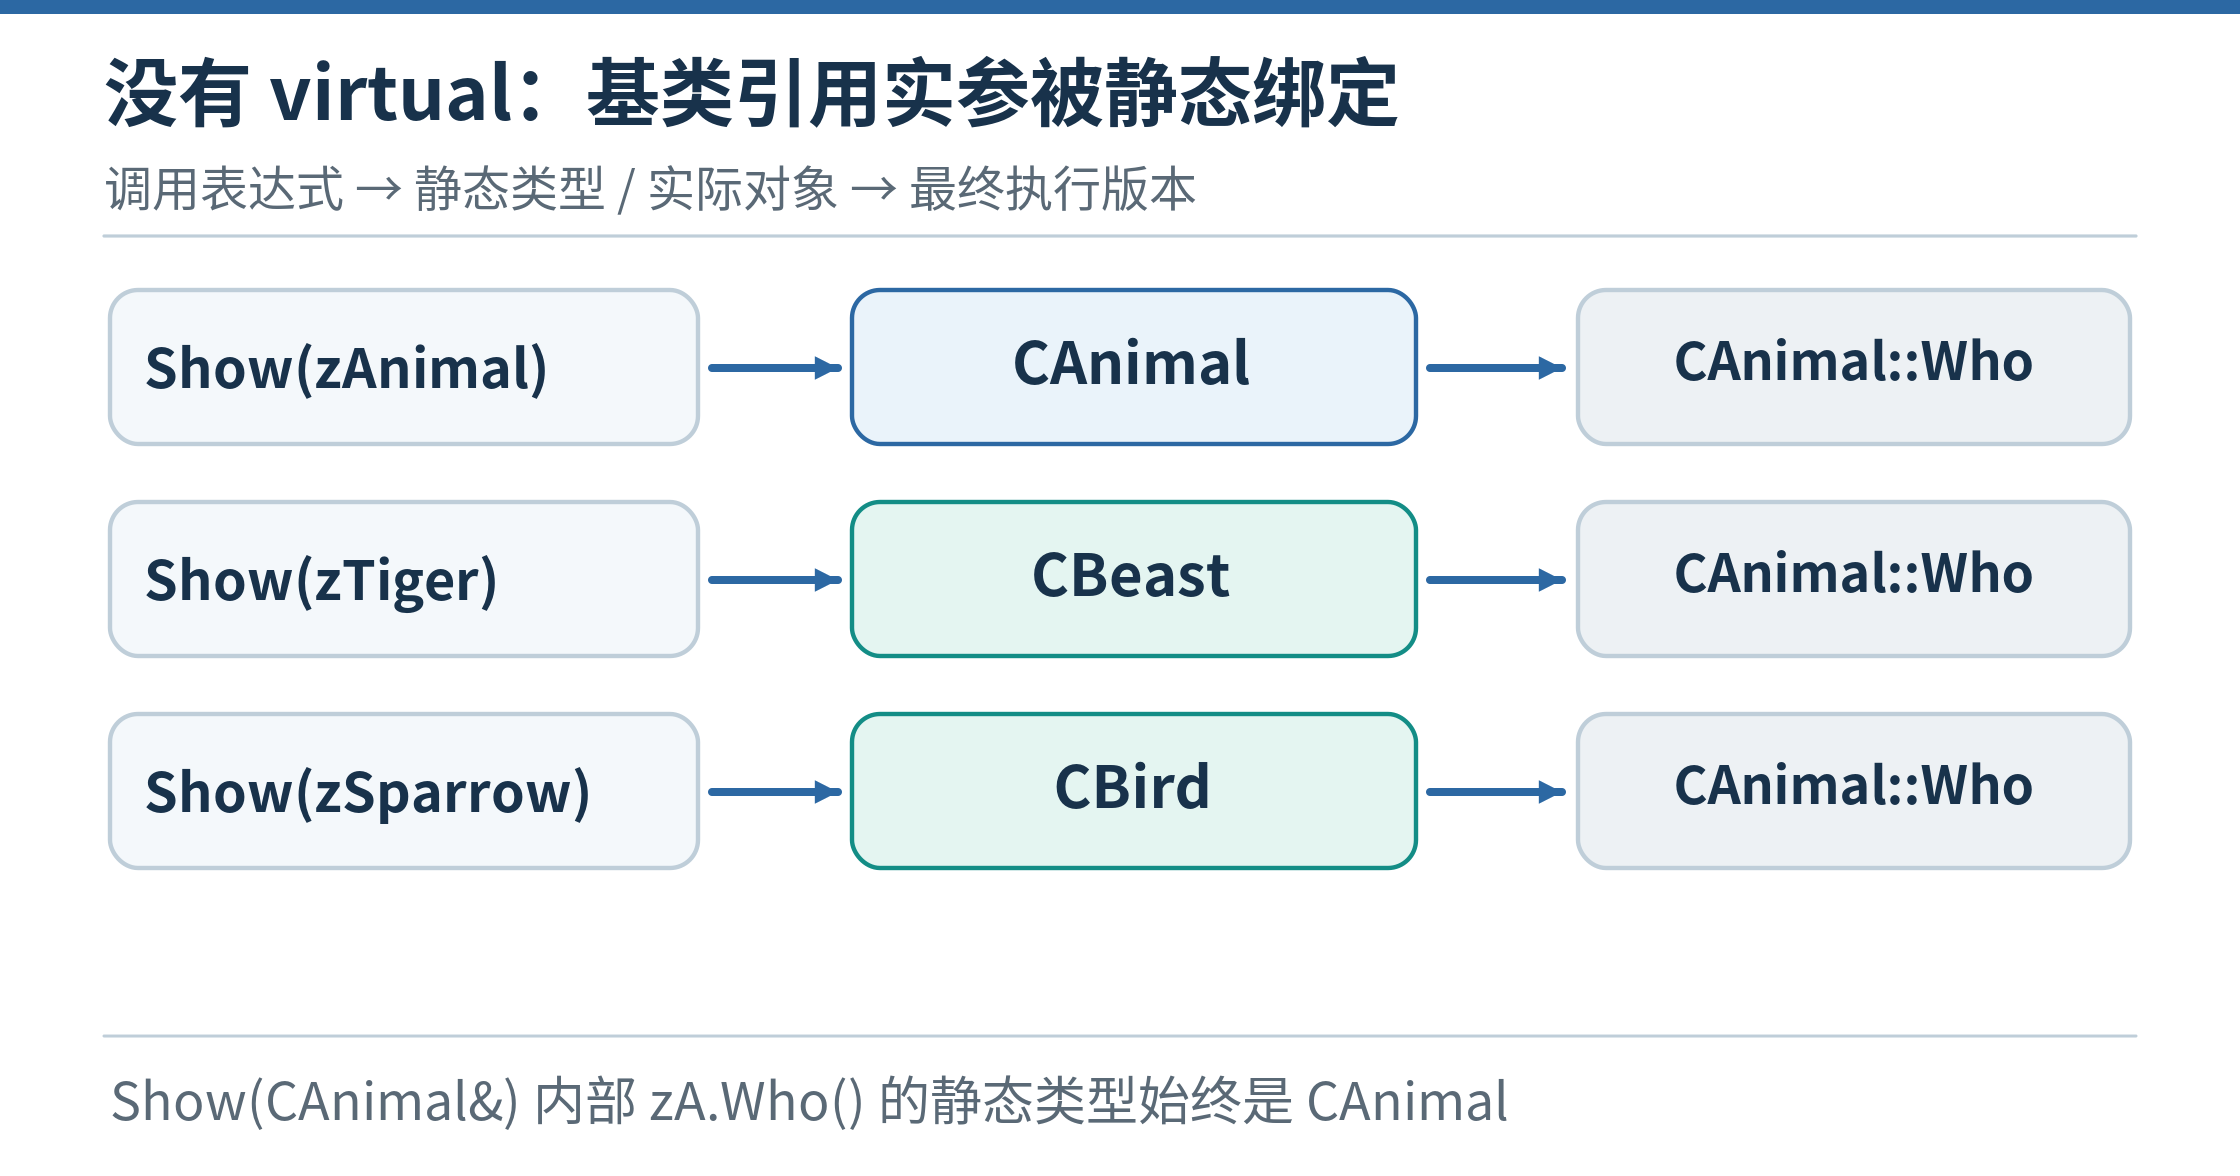 没有 virtual：基类引用实参被静态绑定
调用表达式 → 静态类型 / 实际对象 → 最终执行版本
Show(zAnimal)
CAnimal
CAnimal::Who
Show(zTiger)
CBeast
CAnimal::Who
Show(zSparrow)
CBird
CAnimal::Who
Show(CAnimal&) 内部 zA.Who() 的静态类型始终是 CAnimal